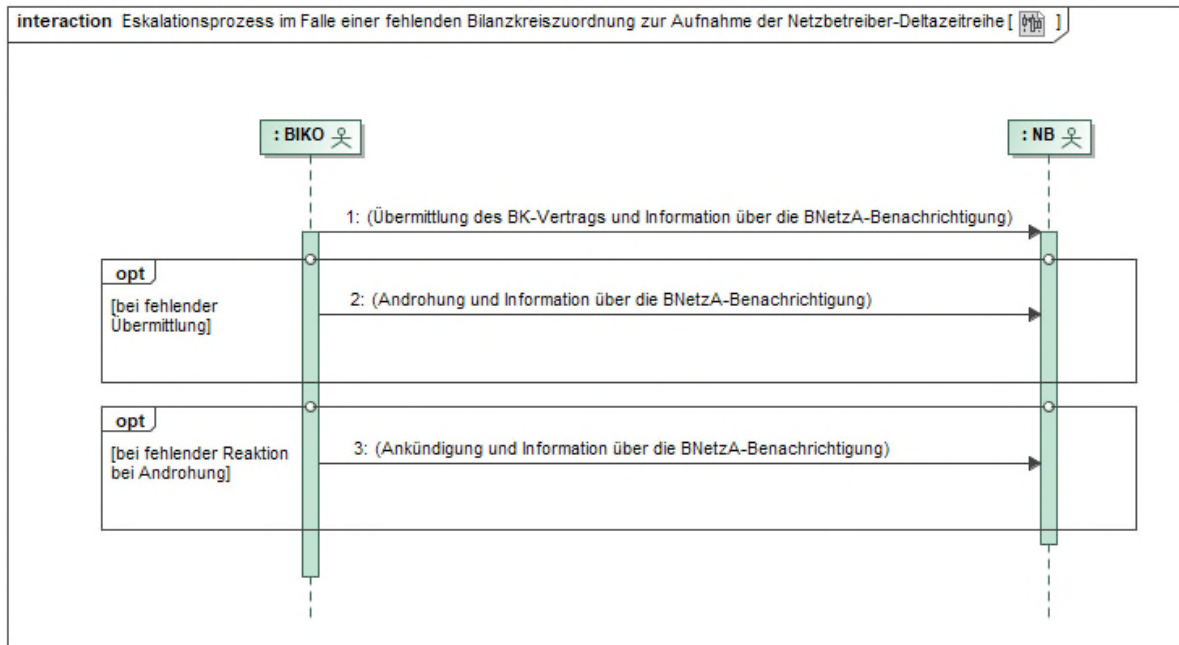 interaction Eskalationsprozess im Falle einer fehlenden Bilanzkreiszuordnung zur Aufnahme der Netzbetreiber-Deltazeitreihe [ ]
: BIKO
: NB
1: (Übermittlung des BK-Vertrags und Information über die BNetzA-Benachrichtigung)
opt
[bei fehlender
Übermittlung]
2: (Androhung und Information über die BNetzA-Benachrichtigung)
opt
[bei fehlender Reaktion
bei Androhung]
3: (Ankündigung und Information über die BNetzA-Benachrichtigung)